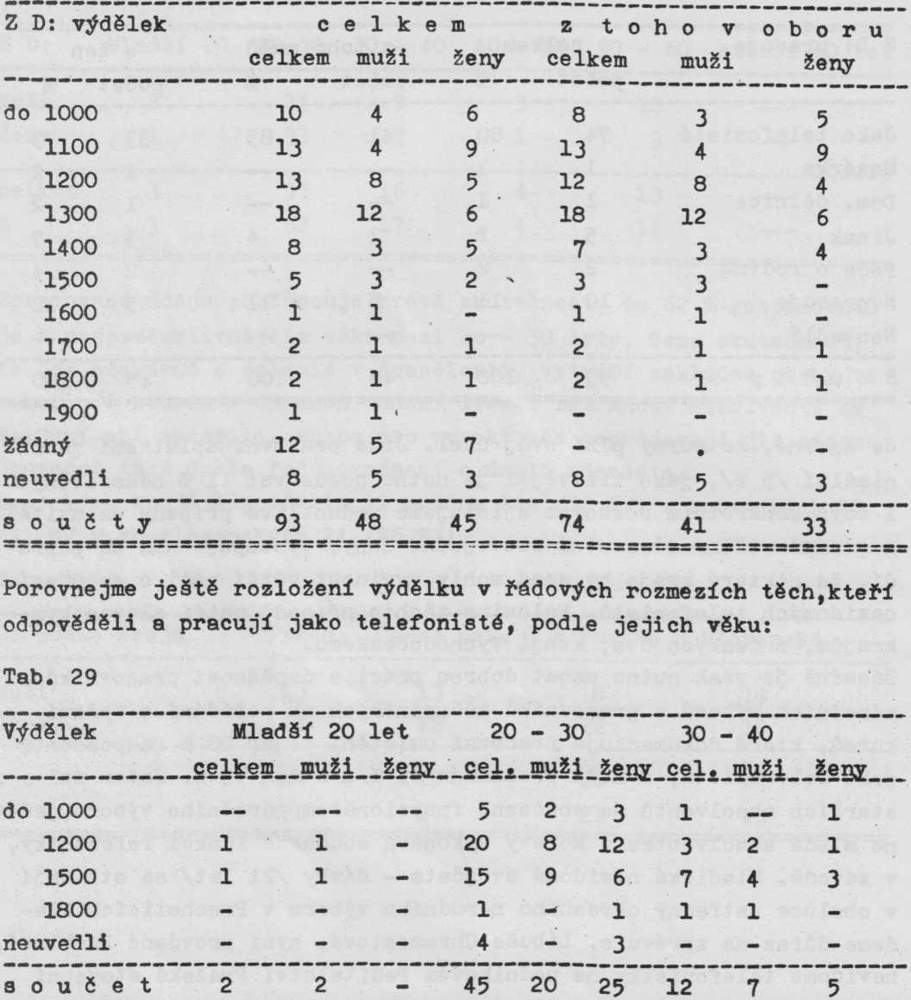 Z D: výdělek c e l k e m z t o h o v o b o r u
celkem muži ženy celkem muži ženy
do 1000 10 4 6 8 3 5
1100 13 4 9 13 4 9
1200 13 8 5 12 8 4
1300 18 12 6 18 12 6
1400 8 3 5 7 3 4
1500 5 3 2 3 3 -
1600 1 1 - 1 1 -
1700 2 1 1 2 1 1
1800 2 1 1 2 1 1
1900 1 1 - - - -
žádný 12 5 7 - - -
neuvedli 8 5 3 8 5 3
s o u č t y 93 48 45 74 41 33
Porovnejme ještě rozložení výdělku v řádových rozmezích těch,kteří
odpověděli a pracují jako telefonisté, podle jejich věku:
Tab. 29
Výdělek Mladší 20 let 20 - 30 30 - 40
celkem muži ženy cel. muži ženy cel. muži ženy
do 1000 - - - 5 2 3 1 - 1
1200 1 1 - 20 8 12 3 2 1
1500 1 1 - 15 9 6 7 4 3
1800 - - - 1 - 1 1 1 -
neuvedli - - - 4 1 3 - - -
s o u č e t 2 2 - 45 20 25 12 7 5